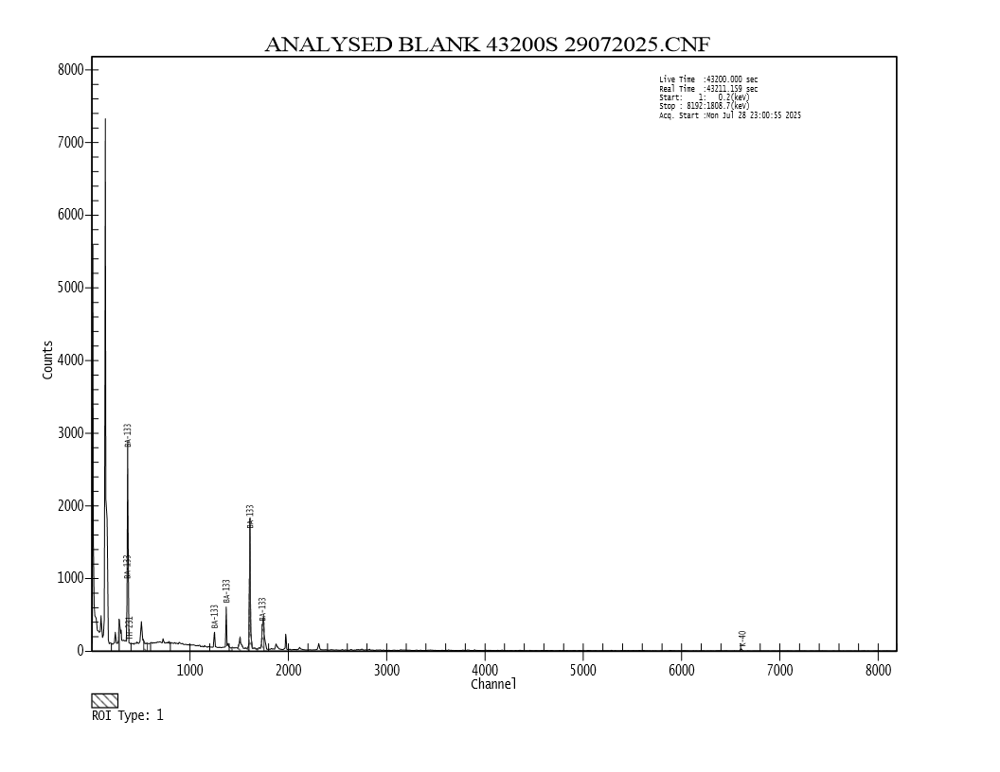 ANALYSED BLANK 43200S 29072025.CNF
8000
Live Time :43200.000 sec
Real Time :43211.159 sec
Start: 1: 0.2(keV)
Stop : 8192:1808.7(keV)
Acq. Start :Mon Jul 28 23:00:55 2025
7000
6000
5000
4000
Counts
3000
BA-133
2000
BA-133
BA-133
1000
BA-133
BA-133
BA-133
TH-231
K-40
0
1000 2000 3000 4000 5000 6000 7000 8000
Channel
ROI Type: 1